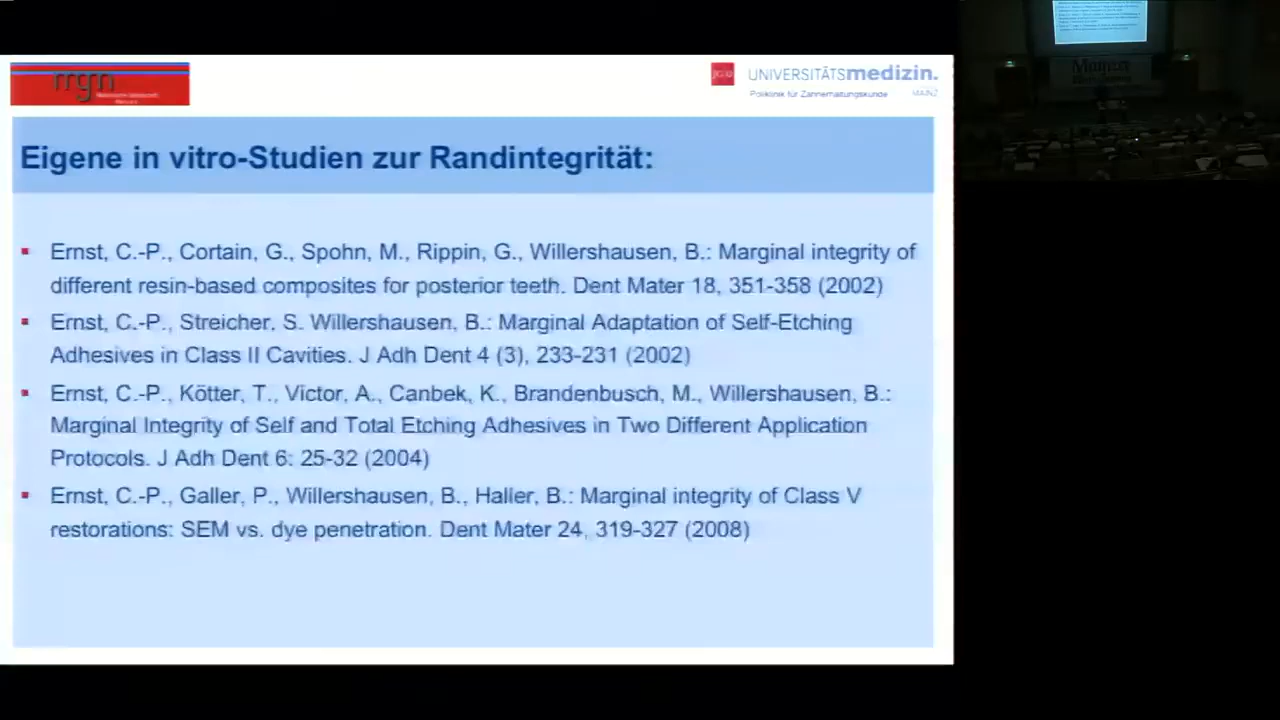 mgn
UNIVERSITÄTSmedizin.
Poliklinik für Zahnerhaltungskunde
MAINZ
Eigene in vitro-Studien zur Randintegrität:
Ernst, C.-P., Cortain, G., Spohn, M., Rippin, G., Willershausen, B.: Marginal integrity of
different resin-based composites for posterior teeth. Dent Mater 18, 351-358 (2002)
Ernst, C.-P., Streicher, S. Willershausen, B.: Marginal Adaptation of Self-Etching
Adhesives in Class II Cavities. J Adh Dent 4 (3), 233-231 (2002)
Ernst, C.-P., Kötter, T., Victor, A., Canbek, K., Brandenbusch, M., Willershausen, B.:
Marginal Integrity of Self and Total Etching Adhesives in Two Different Application
Protocols. J Adh Dent 6: 25-32 (2004)
Ernst, C.-P., Galler, P., Willershausen, B., Haller, B.: Marginal integrity of Class V
restorations: SEM vs. dye penetration. Dent Mater 24, 319-327 (2008)